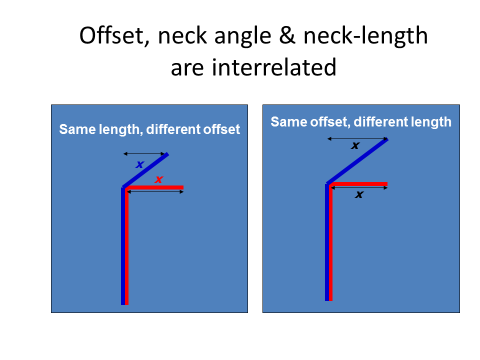 Offset, neck angle & neck-length
are interrelated
Same length, different offset
x
x
Same offset, different length
x
x